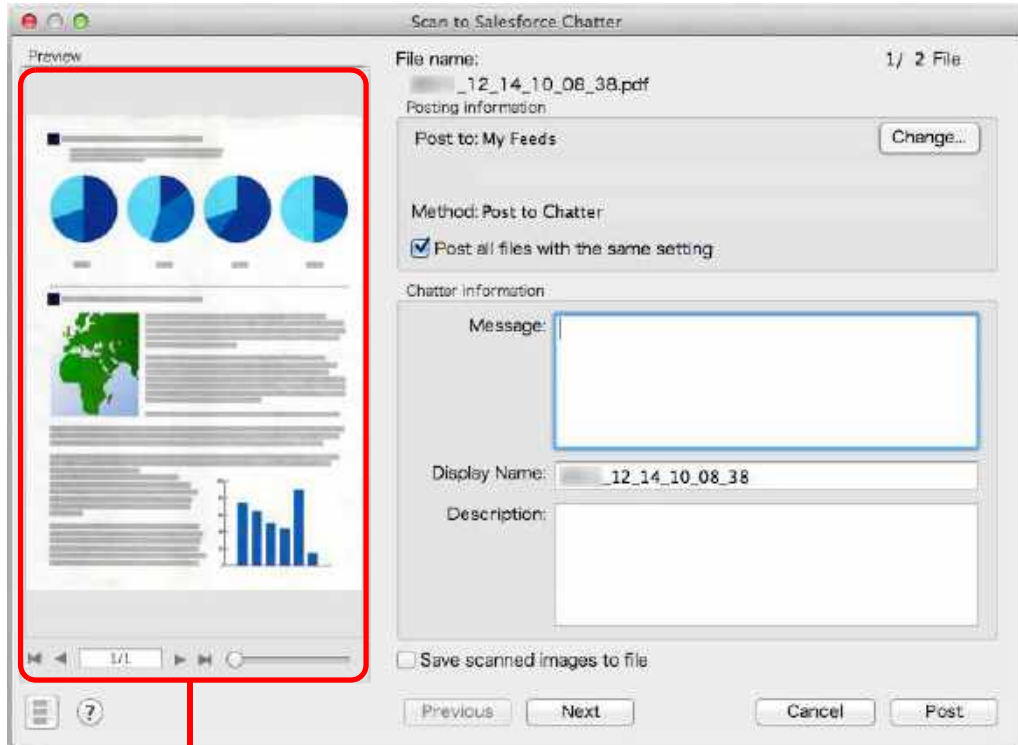 Scan to Salesforce Chatter
Preview
File name:
1/ 2 File
_12_14_10_08_38.pdf
Posting information
Post to: My Feeds
Change...
Method: Post to Chatter
Post all files with the same setting
Chatter information
Message:
Display Name:
_12_14_10_08_38
Description:
1/1
Save scanned images to file
?
Previous
Next
Cancel
Post